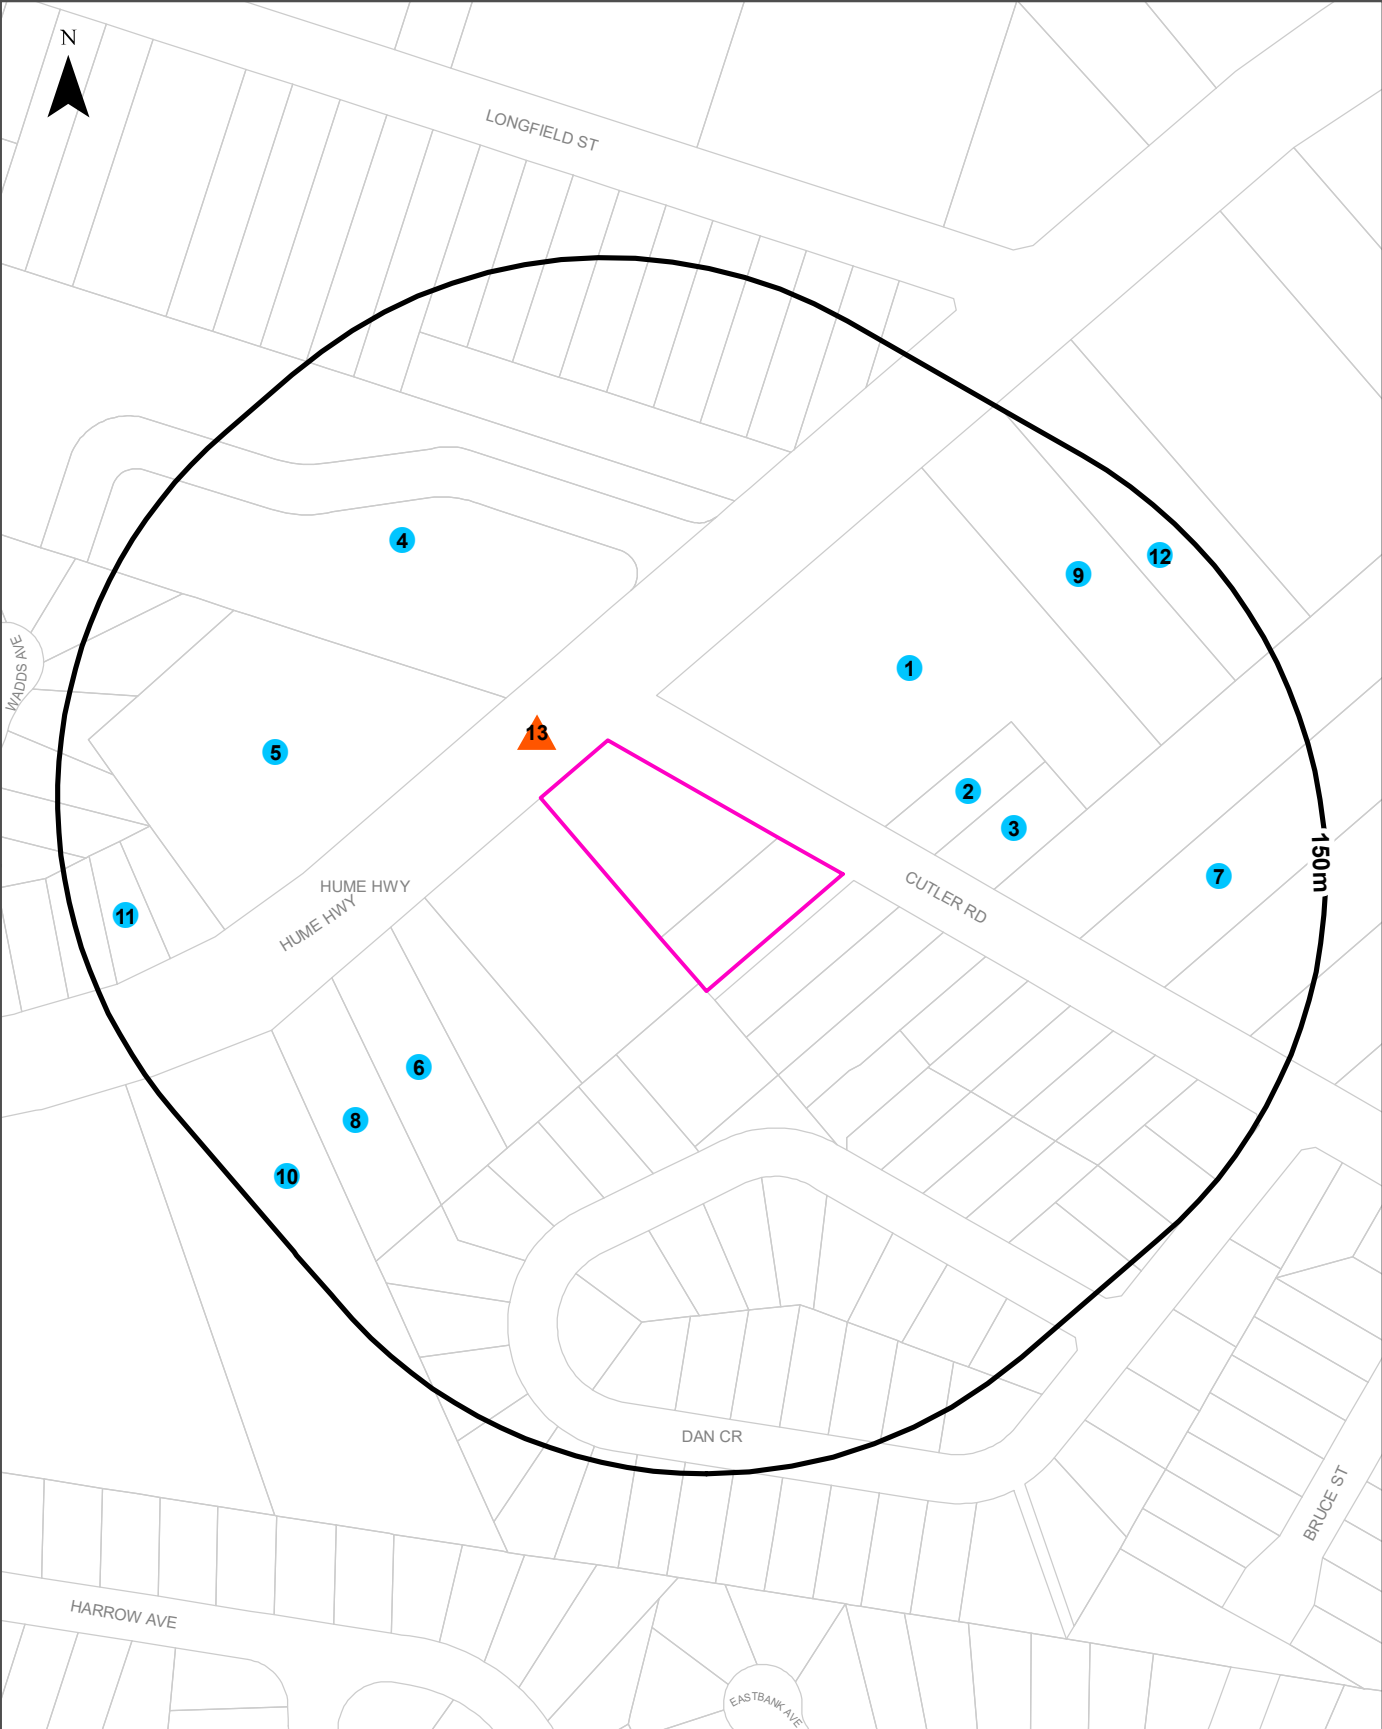 N
LONGFIELD ST
4
12
9
WADDS AVE
1
13
5
2
3
150m
7
HUME HWY
CUTLER RD
HUME HWY
11
6
8
10
DAN CR
BRUCE ST
HARROW AVE
EASTBANK AVE